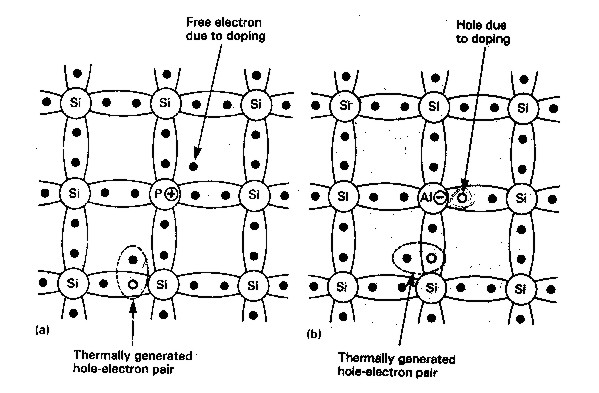 Free electron
due to doping
Hole due
to doping
Si Si Si
Si Si Si
Si P + Si
Si Al − Si
Si Si Si
Si Si Si
(a)
(b)
Thermally generated
hole-electron pair
Thermally generated
hole-electron pair